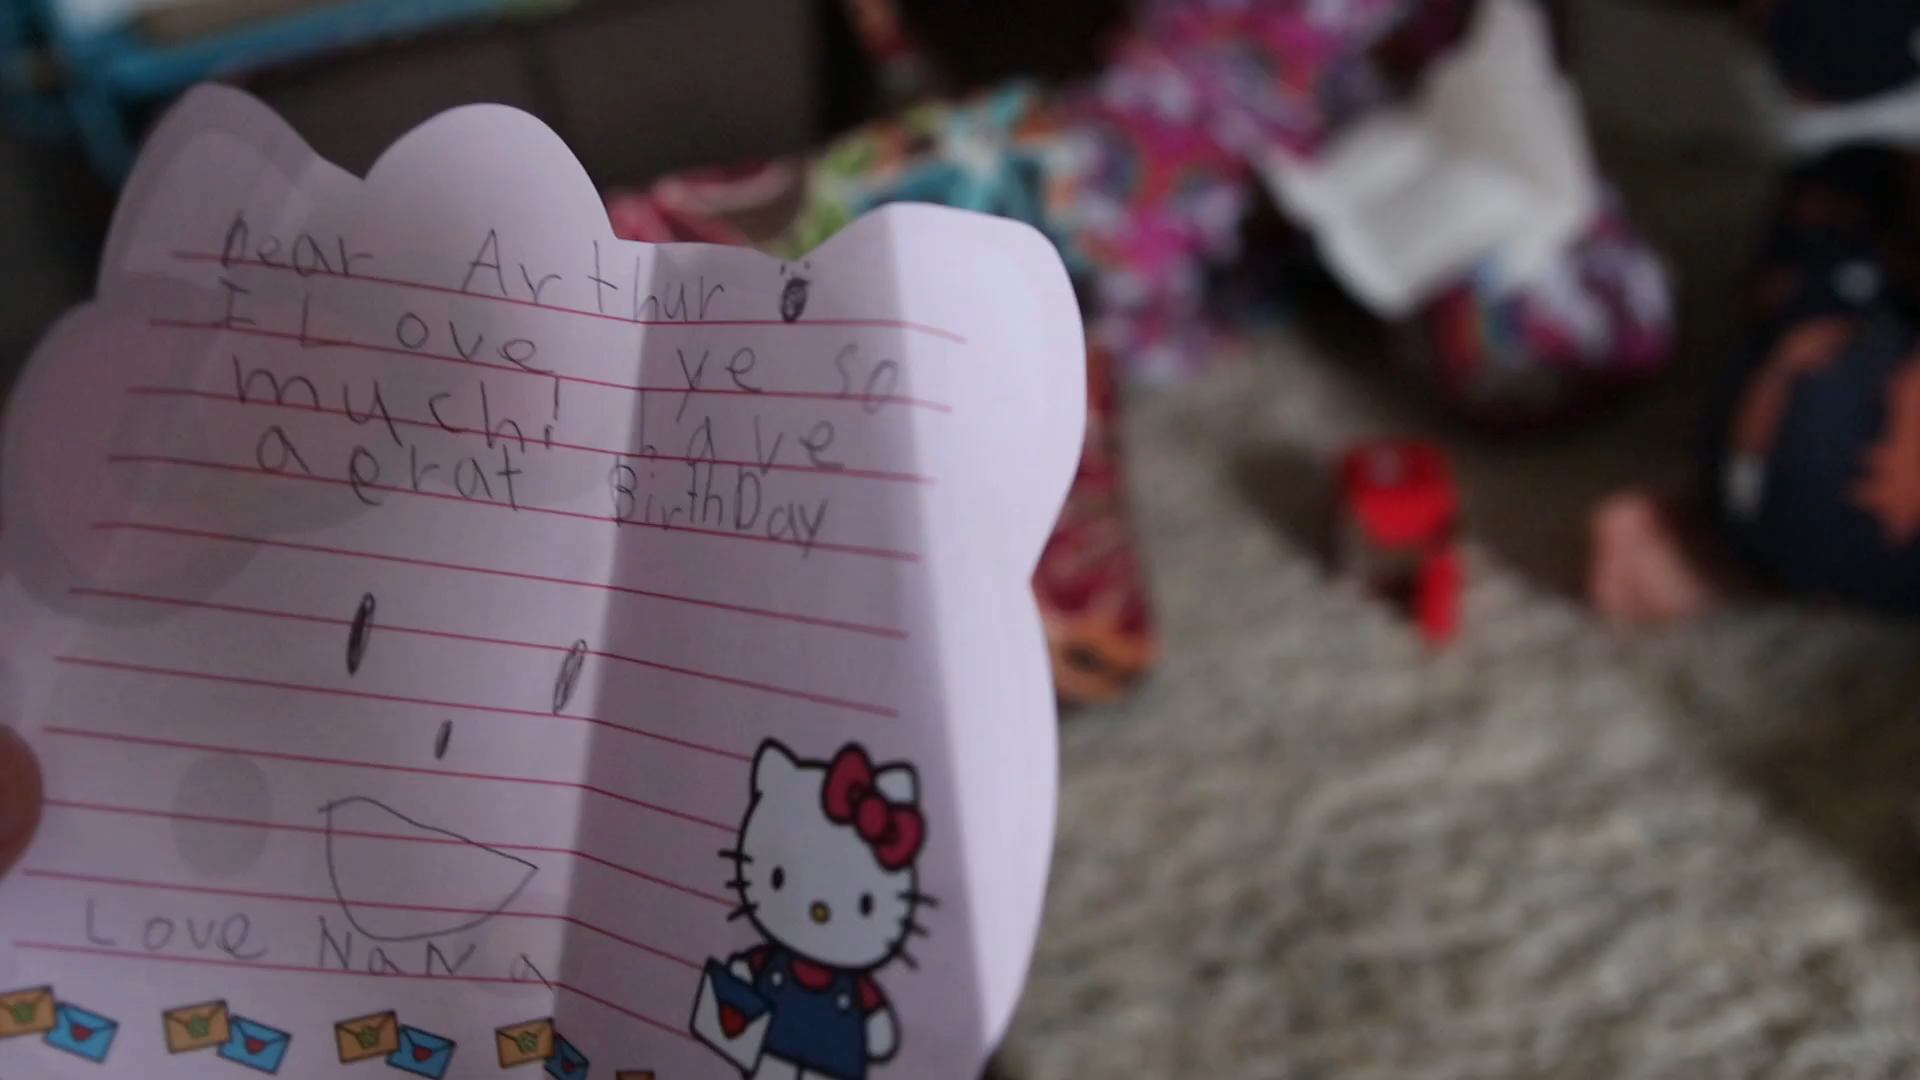 Dear Arthur
I Love ye so
much! have
a erat BirthDay
Love NaNa